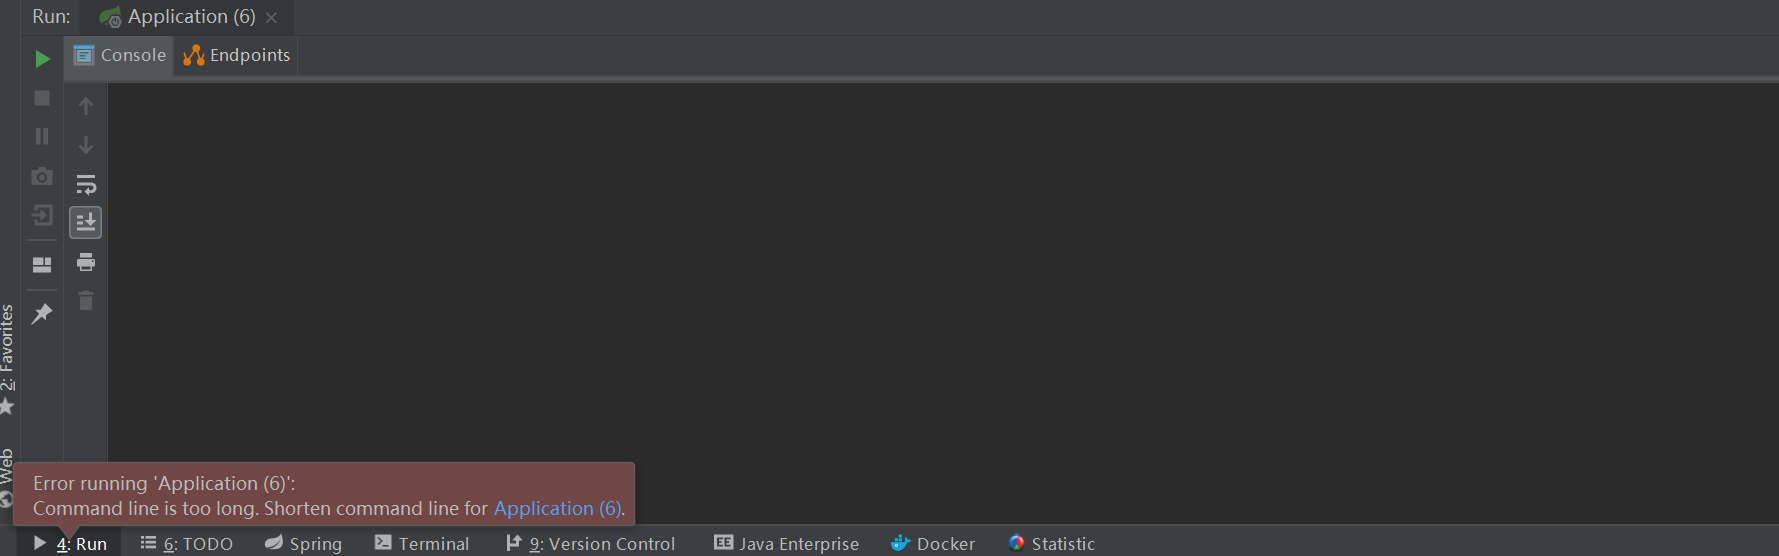 Run: Application (6)
Console Endpoints
2: Favorites
Web
Error running 'Application (6)':
Command line is too long. Shorten command line for Application (6).
4: Run 6: TODO Spring Terminal 9: Version Control EE Java Enterprise Docker Statistic